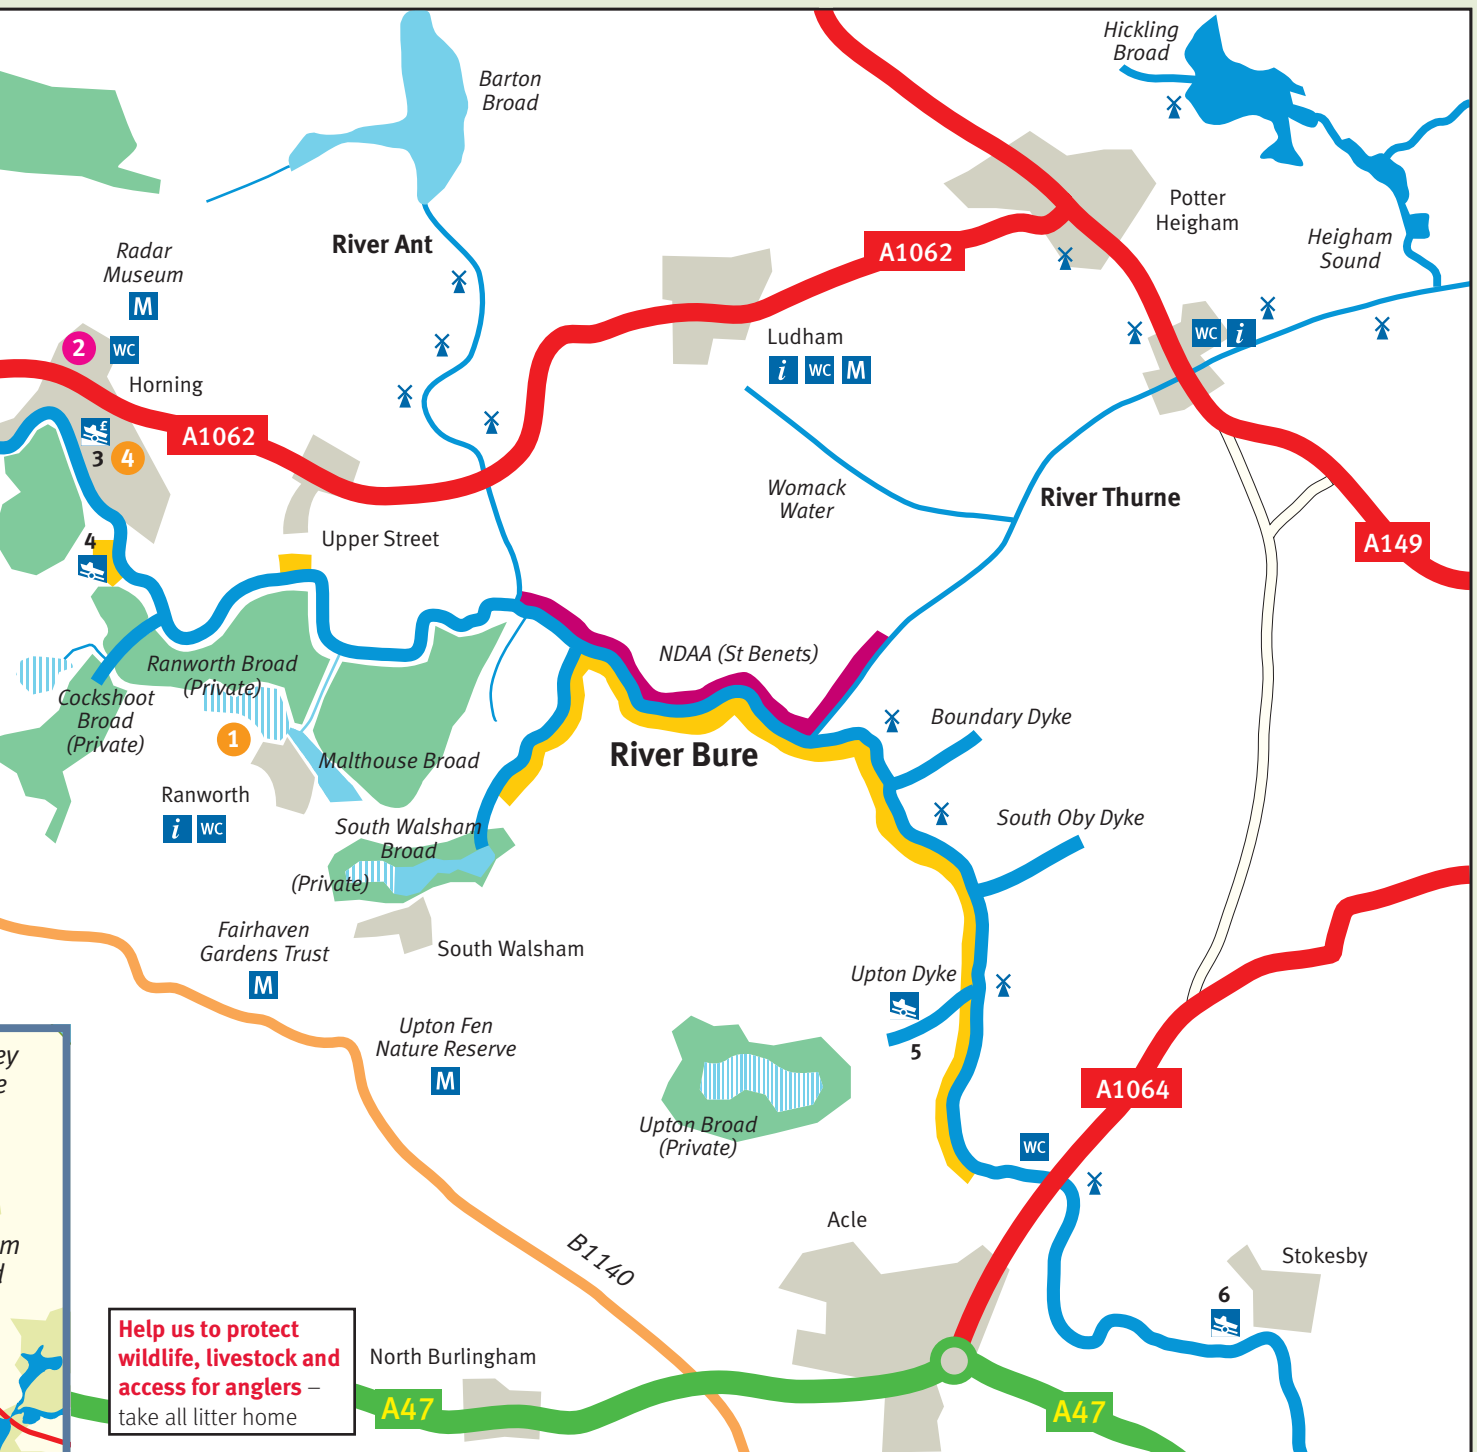 Hickling
Broad
Barton
Broad
Potter
Heigham
River Ant
Heigham
Sound
A1062
Radar
Museum
M
WC
i
2
WC
Ludham
i
WC
M
Horning
£
3
4
A1062
Womack
Water
River Thurne
Upper Street
A149
4
NDAA (St Benets)
Ranworth Broad
(Private)
Cockshoot
Broad
(Private)
1
Boundary Dyke
River Bure
Malthouse Broad
Ranworth
i
WC
South Oby Dyke
South Walsham
Broad
(Private)
Fairhaven
Gardens Trust
M
South Walsham
Upton Dyke
5
Upton Fen
Nature Reserve
M
ey
e
A1064
Upton Broad
(Private)
WC
Acle
m
d
B1140
Stokesby
6
Help us to protect
wildlife, livestock and
access for anglers –
take all litter home
North Burlingham
A47
A47